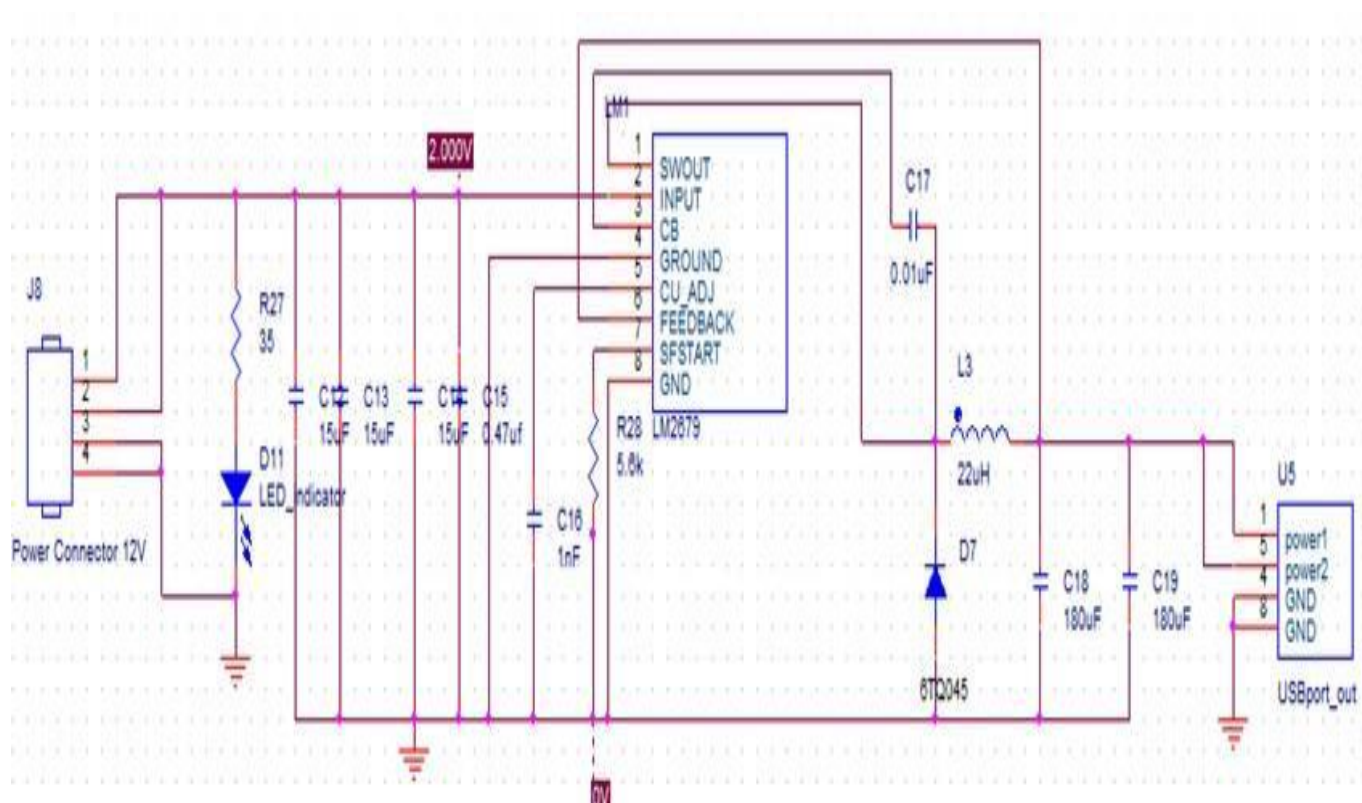 2.000V
LM1
1
2
3
4
5
6
7
8
SWOUT
INPUT
CB
GROUND
CU_ADJ
FEEDBACK
SFSTART
GND
LM2679
C17
0.01uF
J8
1
2
3
4
Power Connector 12V
R27
35
D11
LED_indicator
C13
15uF
15uF
15uF
C15
0.47uf
C16
1nF
R28
5.6k
L3
22uH
D7
6TQ045
C18
180uF
C19
180uF
U5
1
5
4
8
power1
power2
GND
GND
USBport_out
0V